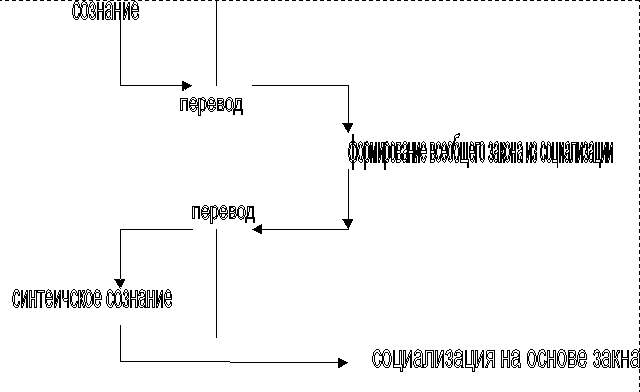 сознание
перевод
формирование всеобщего закона из социализации
перевод
синтеичское сознание
социализация на основе закна